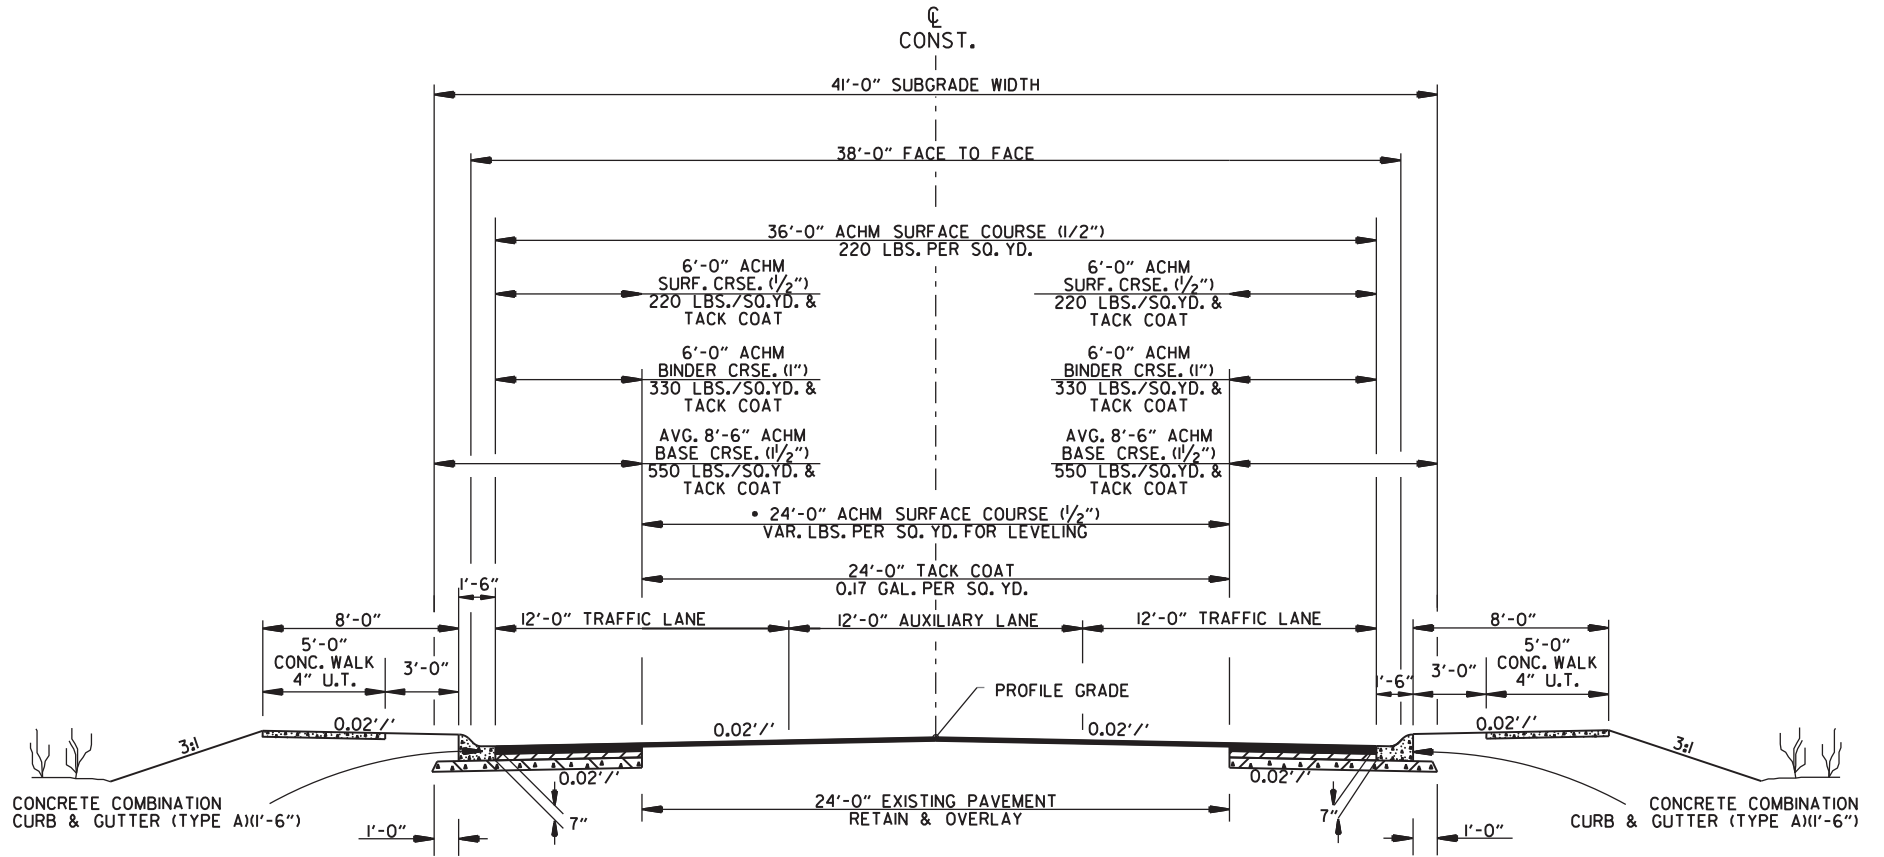 ℄
CONST.
41'-0" SUBGRADE WIDTH
38'-0" FACE TO FACE
36'-0" ACHM SURFACE COURSE (1/2")
220 LBS. PER SQ. YD.
6'-0" ACHM
SURF. CRSE. (1/2")
220 LBS./SQ.YD. &
TACK COAT
6'-0" ACHM
SURF. CRSE. (1/2")
220 LBS./SQ.YD. &
TACK COAT
6'-0" ACHM
BINDER CRSE. (1")
330 LBS./SQ.YD. &
TACK COAT
6'-0" ACHM
BINDER CRSE. (1")
330 LBS./SQ.YD. &
TACK COAT
AVG. 8'-6" ACHM
BASE CRSE. (1 1/2")
550 LBS./SQ.YD. &
TACK COAT
AVG. 8'-6" ACHM
BASE CRSE. (1 1/2")
550 LBS./SQ.YD. &
TACK COAT
• 24'-0" ACHM SURFACE COURSE (1/2")
VAR. LBS. PER SQ. YD. FOR LEVELING
24'-0" TACK COAT
0.17 GAL. PER SQ. YD.
1'-6"
8'-0"
12'-0" TRAFFIC LANE
12'-0" AUXILIARY LANE
12'-0" TRAFFIC LANE
8'-0"
5'-0"
CONC. WALK
4" U.T.
3'-0"
1'-6"
3'-0"
5'-0"
CONC. WALK
4" U.T.
PROFILE GRADE
0.02'/'
0.02'/'
0.02'/'
0.02'/'
3:1
3:1
0.02'/'
0.02'/'
CONCRETE COMBINATION
CURB & GUTTER (TYPE A)(1'-6")
7"
24'-0" EXISTING PAVEMENT
RETAIN & OVERLAY
7"
CONCRETE COMBINATION
CURB & GUTTER (TYPE A)(1'-6")
1'-0"
1'-0"